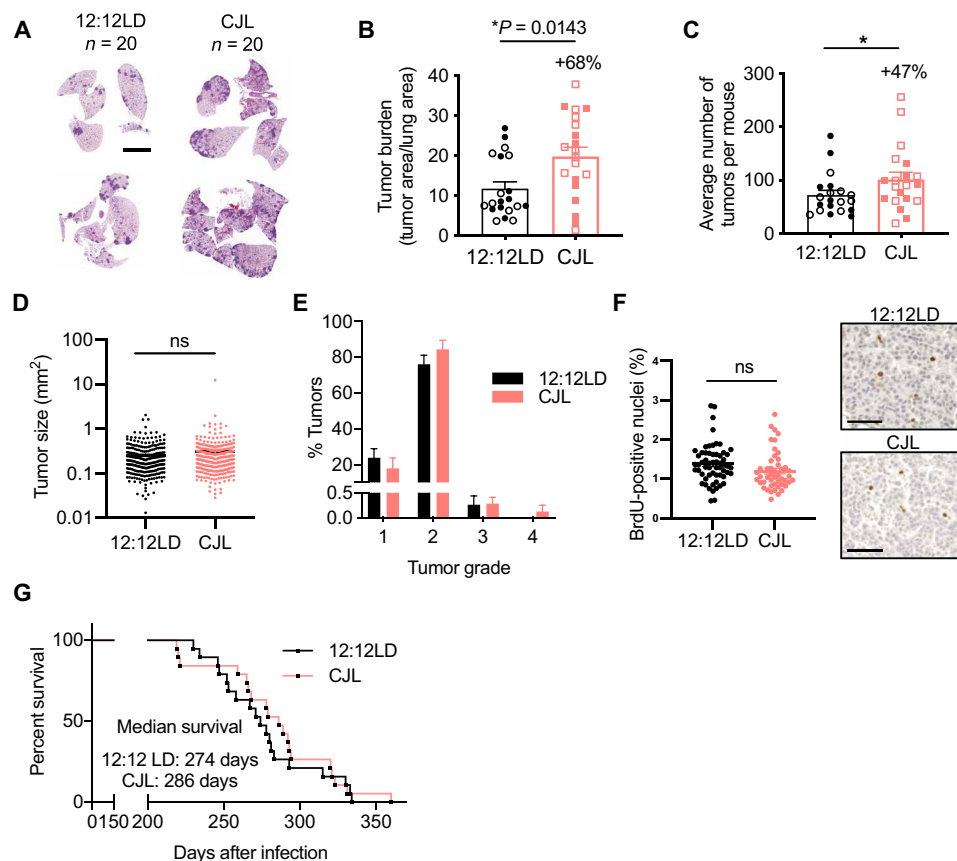 A
12:12LD
n = 20
CJL
n = 20
B
*P = 0.0143
+68%
Tumor burden
(tumor area/lung area)
40
30
20
10
0
12:12LD
CJL
C
*
+47%
Average number of
tumors per mouse
300
200
100
0
12:12LD
CJL
D
ns
Tumor size (mm2)
100
10
1
0.1
0.01
12:12LD
CJL
E
% Tumors
100
80
60
40
20
0.5
0.0
12:12LD
CJL
1
2
3
4
Tumor grade
F
ns
BrdU-positive nuclei (%)
4
3
2
1
0
12:12LD
CJL
12:12LD
CJL
G
Percent survival
100
50
0
12:12LD
CJL
Median survival
12:12 LD: 274 days
CJL: 286 days
0
150
200
250
300
350
Days after infection